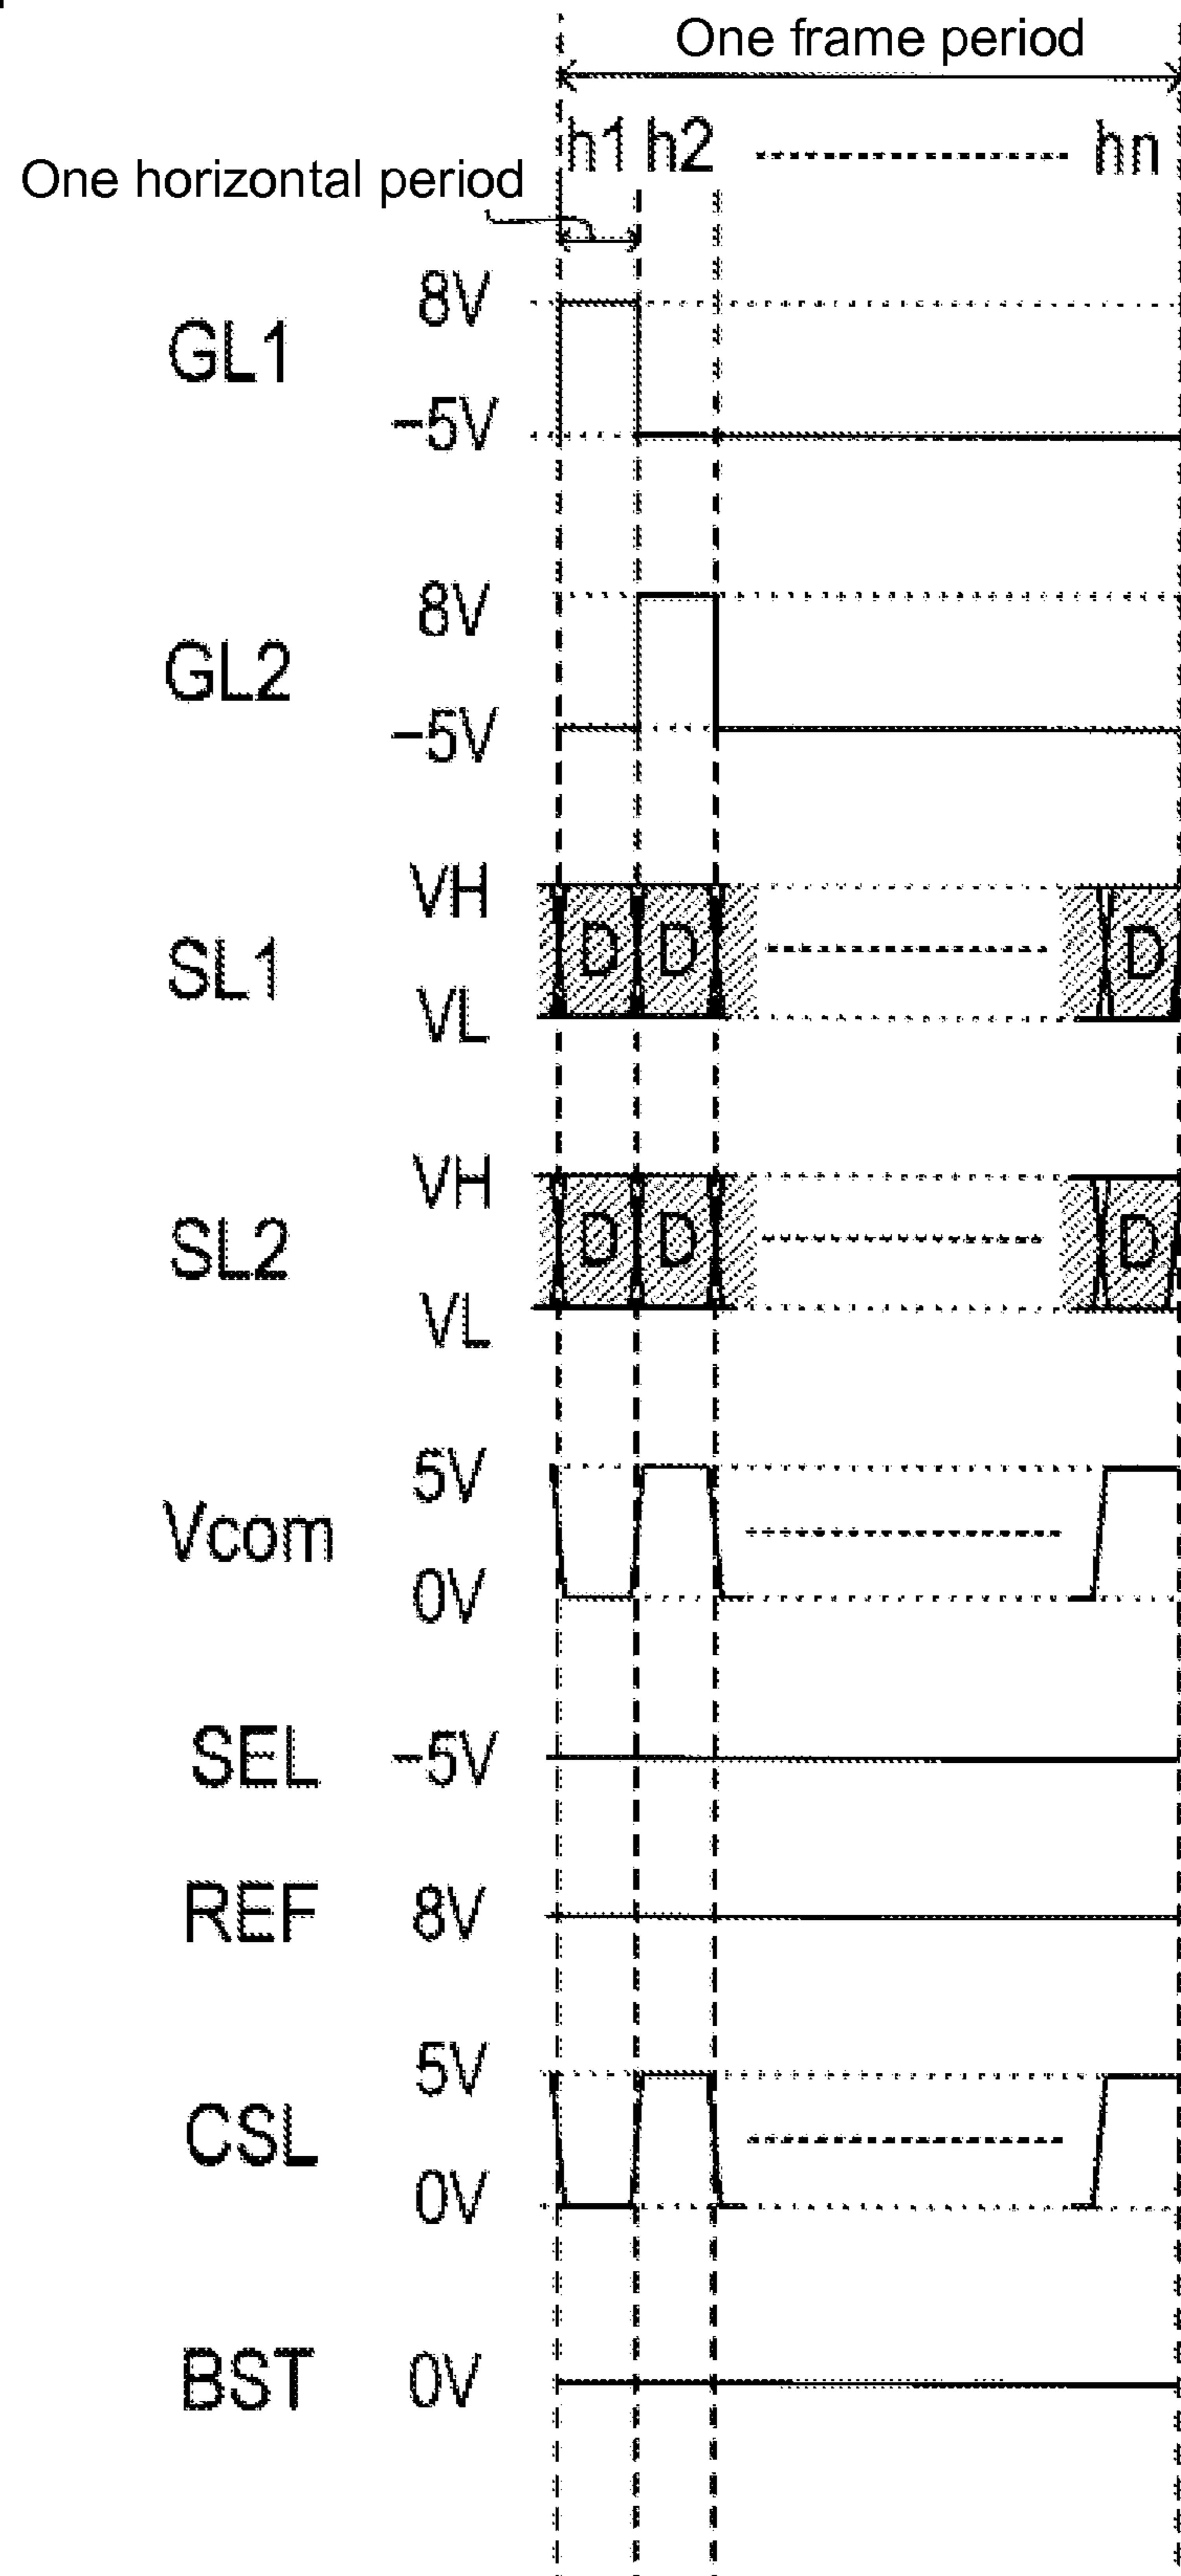 One frame period
h1 h2 hn
One horizontal period
8V
GL1
−5V
8V
GL2
−5V
VH
D D D
SL1
VL
VH
D D D
SL2
VL
5V
Vcom
0V
SEL −5V
REF 8V
5V
CSL
0V
BST 0V